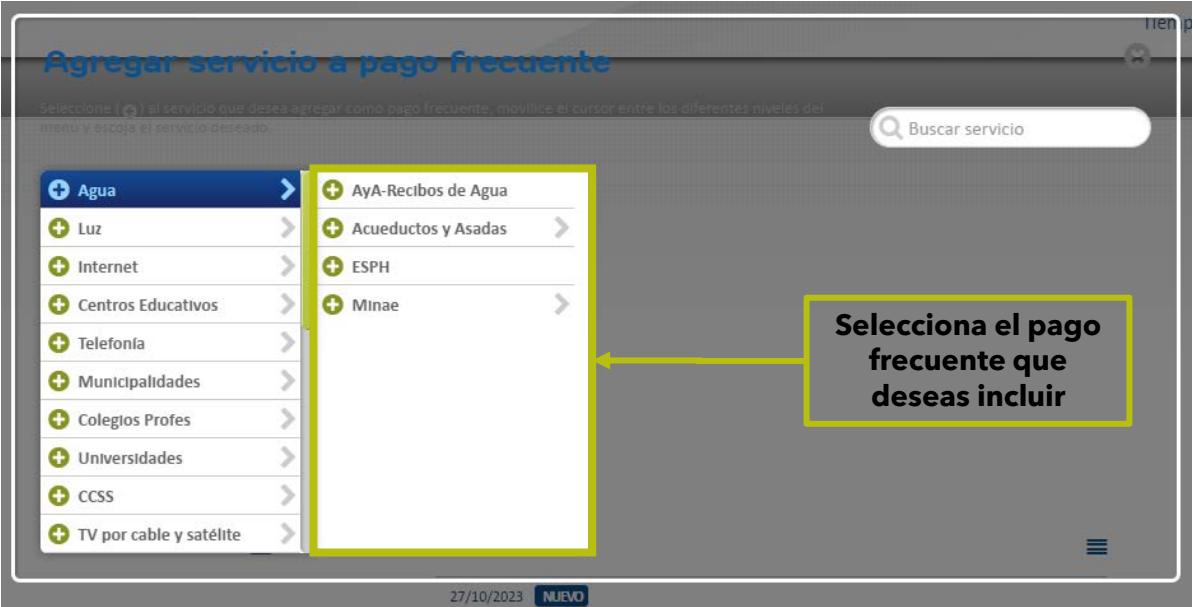 Tiemp
Agregar servicio a pago frecuente
Seleccione ( ) al servicio que desea agregar como pago frecuente, movilice el cursor entre los diferentes niveles del
menú y escoja el servicio deseado.
Buscar servicio
Agua
Luz
Internet
Centros Educativos
Telefonía
Municipalidades
Colegios Profes
Universidades
CCSS
TV por cable y satélite
AyA-Recibos de Agua
Acueductos y Asadas
ESPH
Minae
Selecciona el pago
frecuente que
deseas incluir
27/10/2023 NUEVO